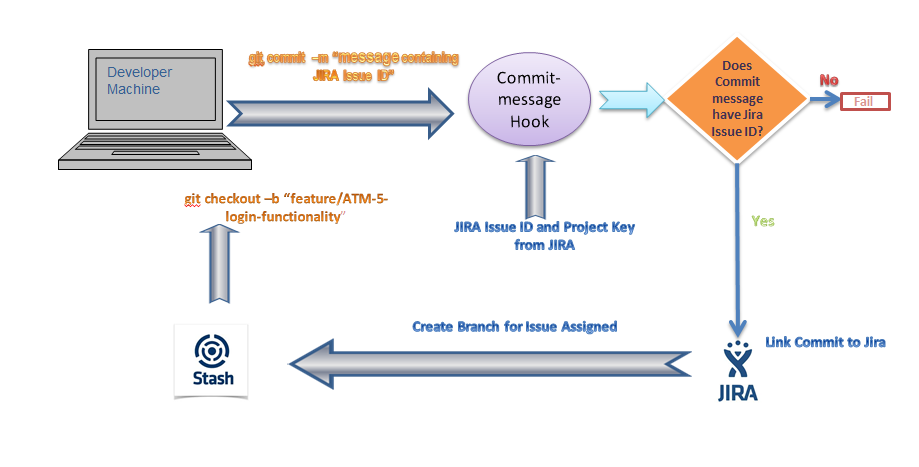 Developer
Machine
git commit –m “message containing
JIRA Issue ID”
Commit-
message
Hook
Does
Commit
message
have Jira
Issue ID?
No
Fail
git checkout –b “feature/ATM-5-
login-functionality”
JIRA Issue ID and Project Key
from JIRA
Yes
Create Branch for Issue Assigned
Link Commit to Jira
Stash
JIRA